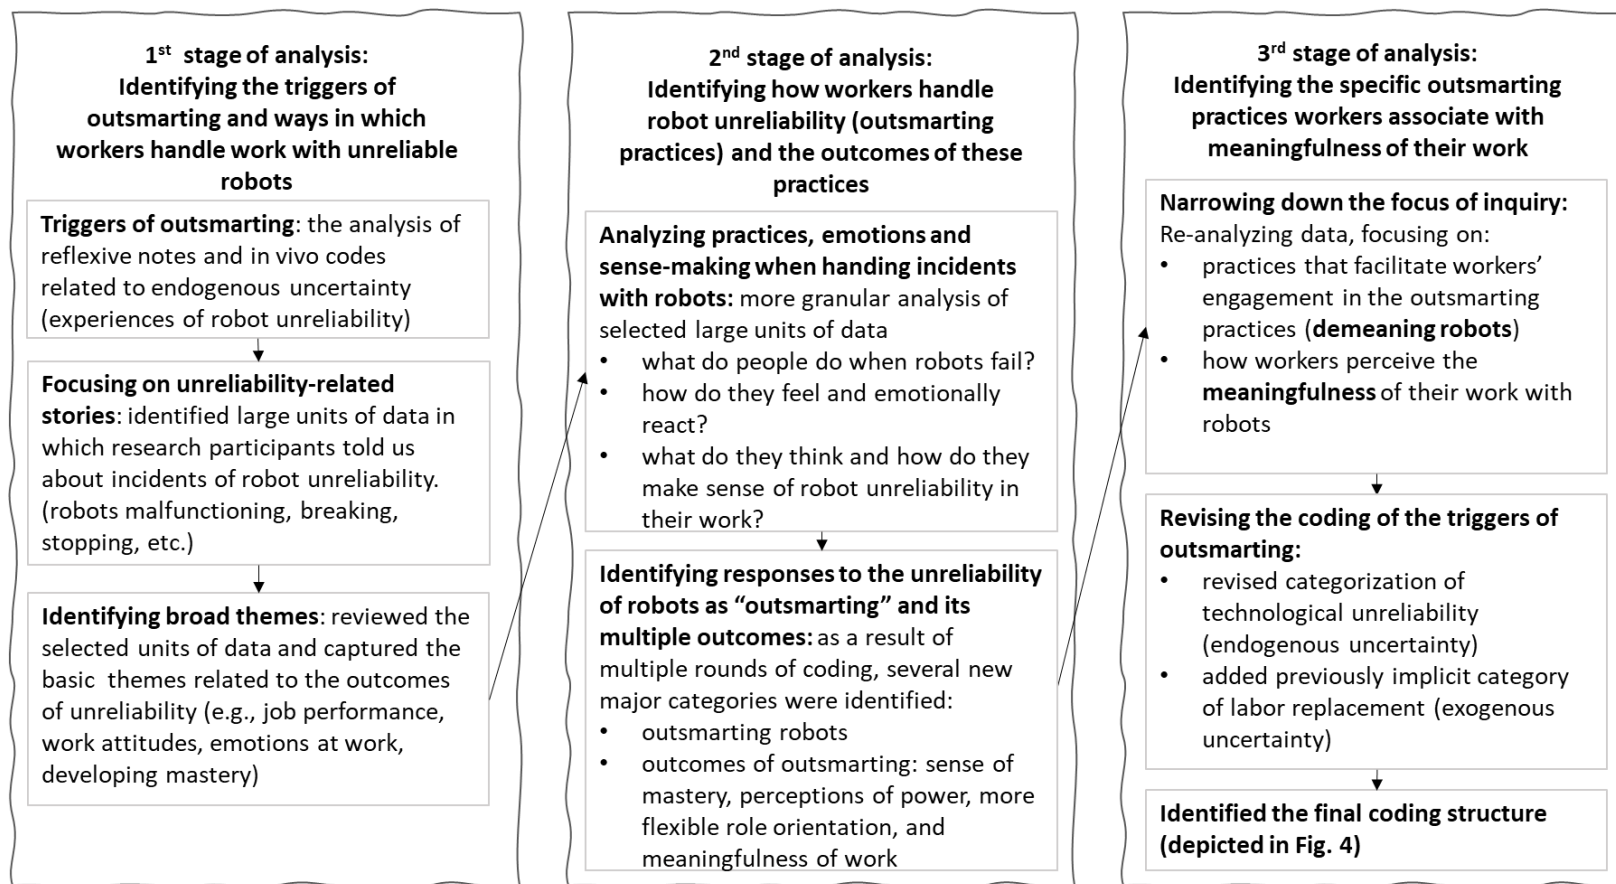 1st stage of analysis:
Identifying the triggers of
outsmarting and ways in which
workers handle work with unreliable
robots
Triggers of outsmarting: the analysis of
reflexive notes and in vivo codes
related to endogenous uncertainty
(experiences of robot unreliability)
Focusing on unreliability-related
stories: identified large units of data in
which research participants told us
about incidents of robot unreliability.
(robots malfunctioning, breaking,
stopping, etc.)
Identifying broad themes: reviewed the
selected units of data and captured the
basic themes related to the outcomes
of unreliability (e.g., job performance,
work attitudes, emotions at work,
developing mastery)
2nd stage of analysis:
Identifying how workers handle
robot unreliability (outsmarting
practices) and the outcomes of these
practices
Analyzing practices, emotions and
sense-making when handing incidents
with robots: more granular analysis of
selected large units of data
• what do people do when robots fail?
• how do they feel and emotionally
react?
• what do they think and how do they
make sense of robot unreliability in
their work?
Identifying responses to the unreliability
of robots as “outsmarting” and its
multiple outcomes: as a result of
multiple rounds of coding, several new
major categories were identified:
• outsmarting robots
• outcomes of outsmarting: sense of
mastery, perceptions of power, more
flexible role orientation, and
meaningfulness of work
3rd stage of analysis:
Identifying the specific outsmarting
practices workers associate with
meaningfulness of their work
Narrowing down the focus of inquiry:
Re-analyzing data, focusing on:
• practices that facilitate workers’
engagement in the outsmarting
practices (demeaning robots)
• how workers perceive the
meaningfulness of their work with
robots
Revising the coding of the triggers of
outsmarting:
• revised categorization of
technological unreliability
(endogenous uncertainty)
• added previously implicit category
of labor replacement (exogenous
uncertainty)
Identified the final coding structure
(depicted in Fig. 4)